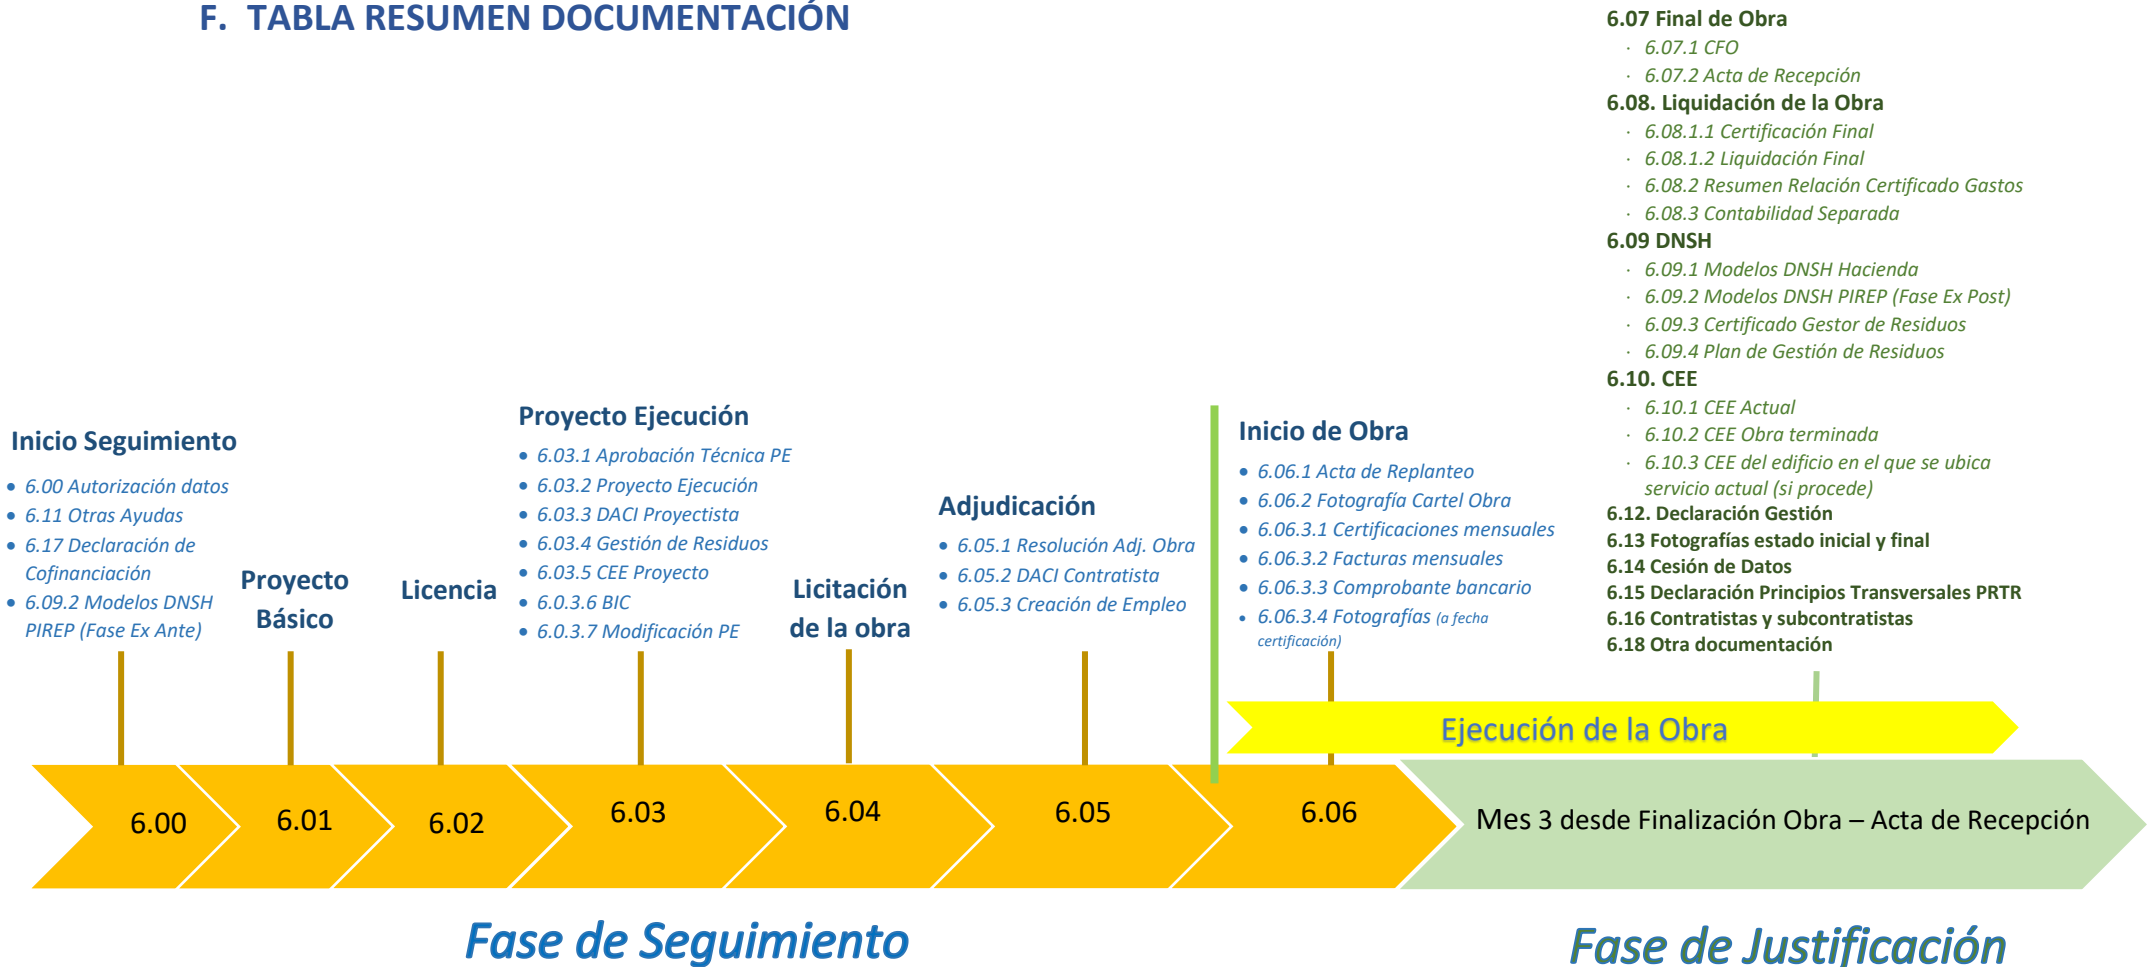 F. TABLA RESUMEN DOCUMENTACIÓN
Inicio Seguimiento
• 6.00 Autorización datos
• 6.11 Otras Ayudas
• 6.17 Declaración de
Cofinanciación
• 6.09.2 Modelos DNSH
PIREP (Fase Ex Ante)
Proyecto
Básico
Licencia
Proyecto Ejecución
• 6.03.1 Aprobación Técnica PE
• 6.03.2 Proyecto Ejecución
• 6.03.3 DACI Proyectista
• 6.03.4 Gestión de Residuos
• 6.03.5 CEE Proyecto
• 6.0.3.6 BIC
• 6.0.3.7 Modificación PE
Licitación
de la obra
Adjudicación
• 6.05.1 Resolución Adj. Obra
• 6.05.2 DACI Contratista
• 6.05.3 Creación de Empleo
Inicio de Obra
• 6.06.1 Acta de Replanteo
• 6.06.2 Fotografía Cartel Obra
• 6.06.3.1 Certificaciones mensuales
• 6.06.3.2 Facturas mensuales
• 6.06.3.3 Comprobante bancario
• 6.06.3.4 Fotografías (a fecha
certificación)
6.07 Final de Obra
· 6.07.1 CFO
· 6.07.2 Acta de Recepción
6.08. Liquidación de la Obra
· 6.08.1.1 Certificación Final
· 6.08.1.2 Liquidación Final
· 6.08.2 Resumen Relación Certificado Gastos
· 6.08.3 Contabilidad Separada
6.09 DNSH
· 6.09.1 Modelos DNSH Hacienda
· 6.09.2 Modelos DNSH PIREP (Fase Ex Post)
· 6.09.3 Certificado Gestor de Residuos
· 6.09.4 Plan de Gestión de Residuos
6.10. CEE
· 6.10.1 CEE Actual
· 6.10.2 CEE Obra terminada
· 6.10.3 CEE del edificio en el que se ubica
servicio actual (si procede)
6.12. Declaración Gestión
6.13 Fotografías estado inicial y final
6.14 Cesión de Datos
6.15 Declaración Principios Transversales PRTR
6.16 Contratistas y subcontratistas
6.18 Otra documentación
Ejecución de la Obra
6.00
6.01
6.02
6.03
6.04
6.05
6.06
Mes 3 desde Finalización Obra – Acta de Recepción
Fase de Seguimiento
Fase de Justificación